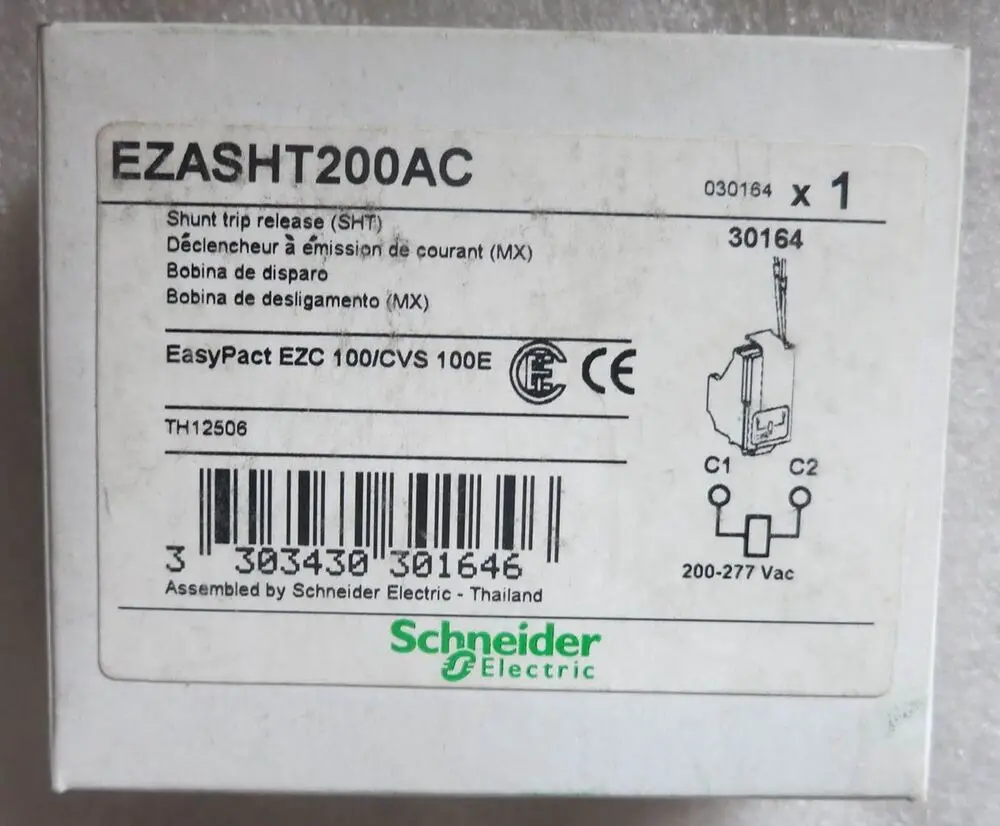 EZASHT200AC
030164 x 1
Shunt trip release (SHT)
Déclencheur à émission de courant (MX)
Bobina de disparo
Bobina de desligamento (MX)
30164
EasyPact EZC 100/CVS 100E
CE
TH12506
C1 C2
200-277 Vac
3 303430 301646
Assembled by Schneider Electric - Thailand
Schneider
Electric